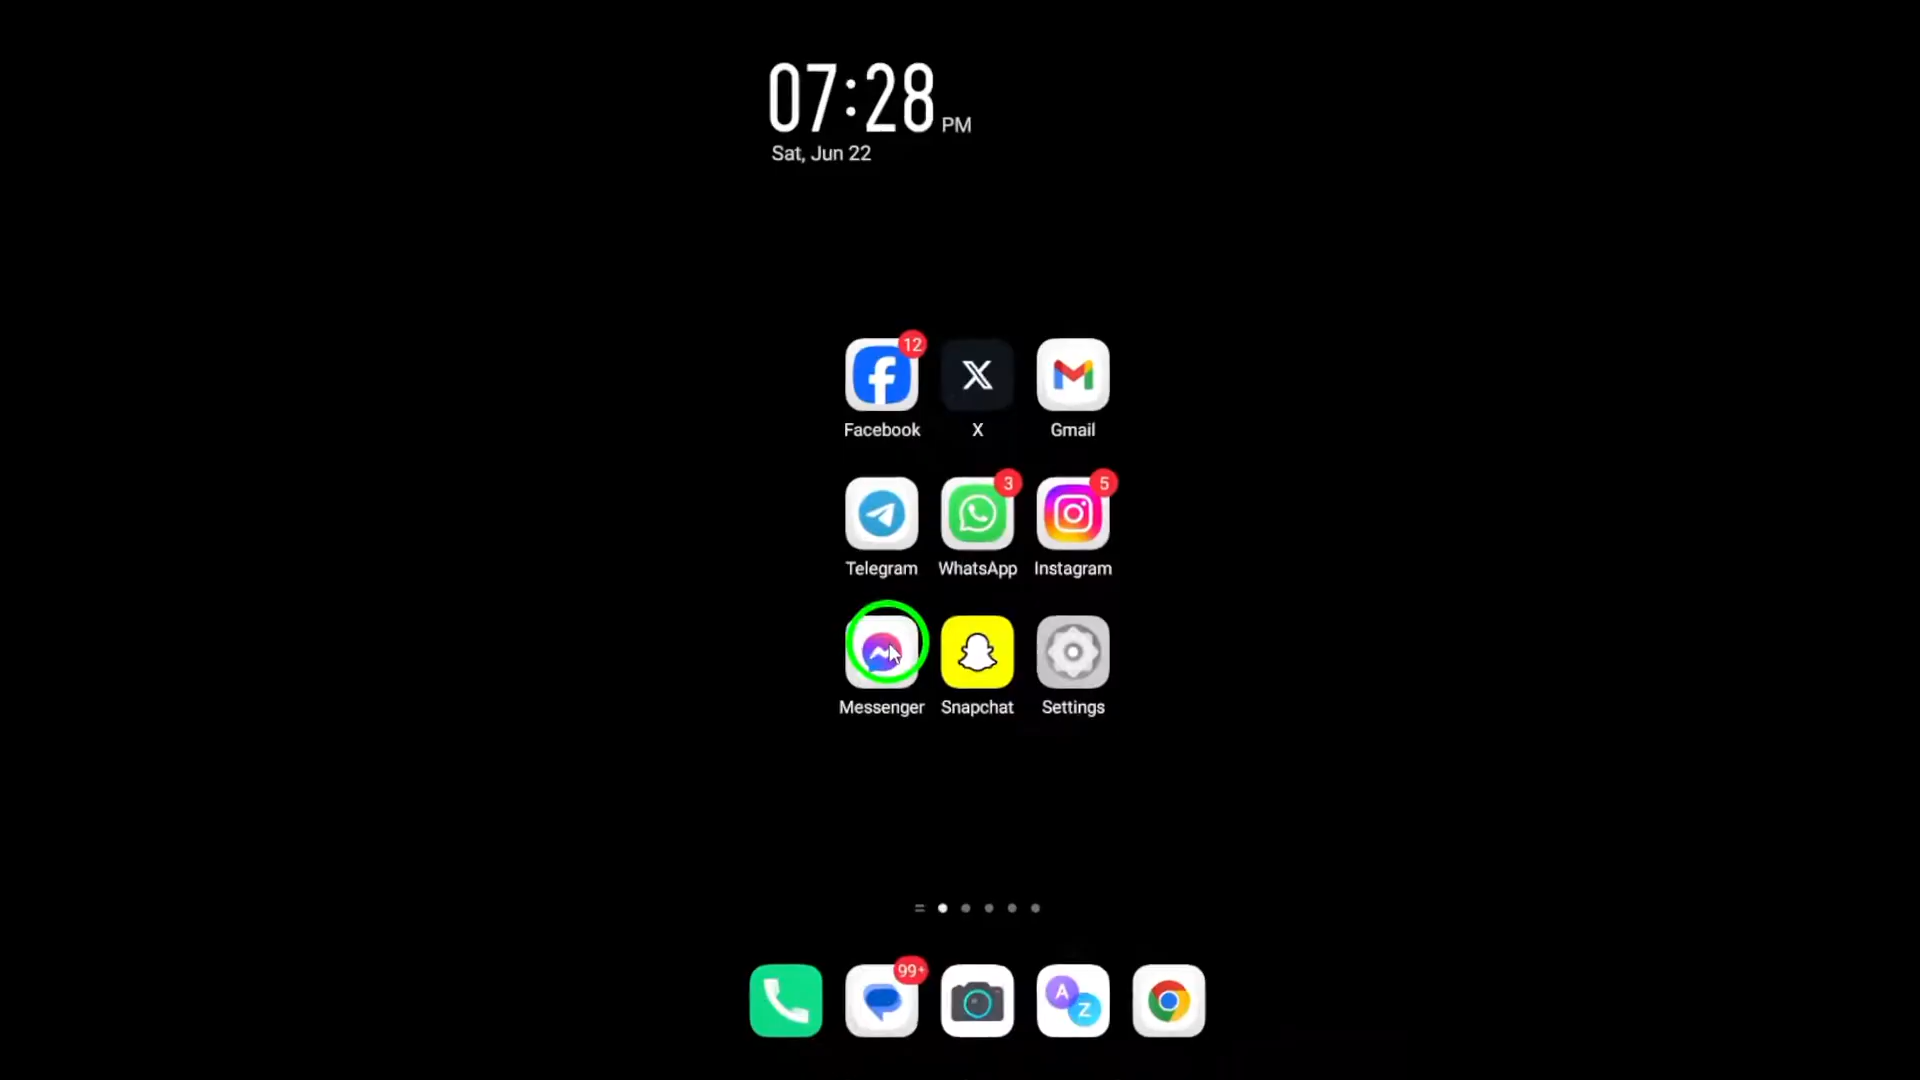 07:28 PM
Sat, Jun 22
12
Facebook
X
Gmail
3
5
Telegram
WhatsApp
Instagram
Messenger
Snapchat
Settings
99+
A
Z